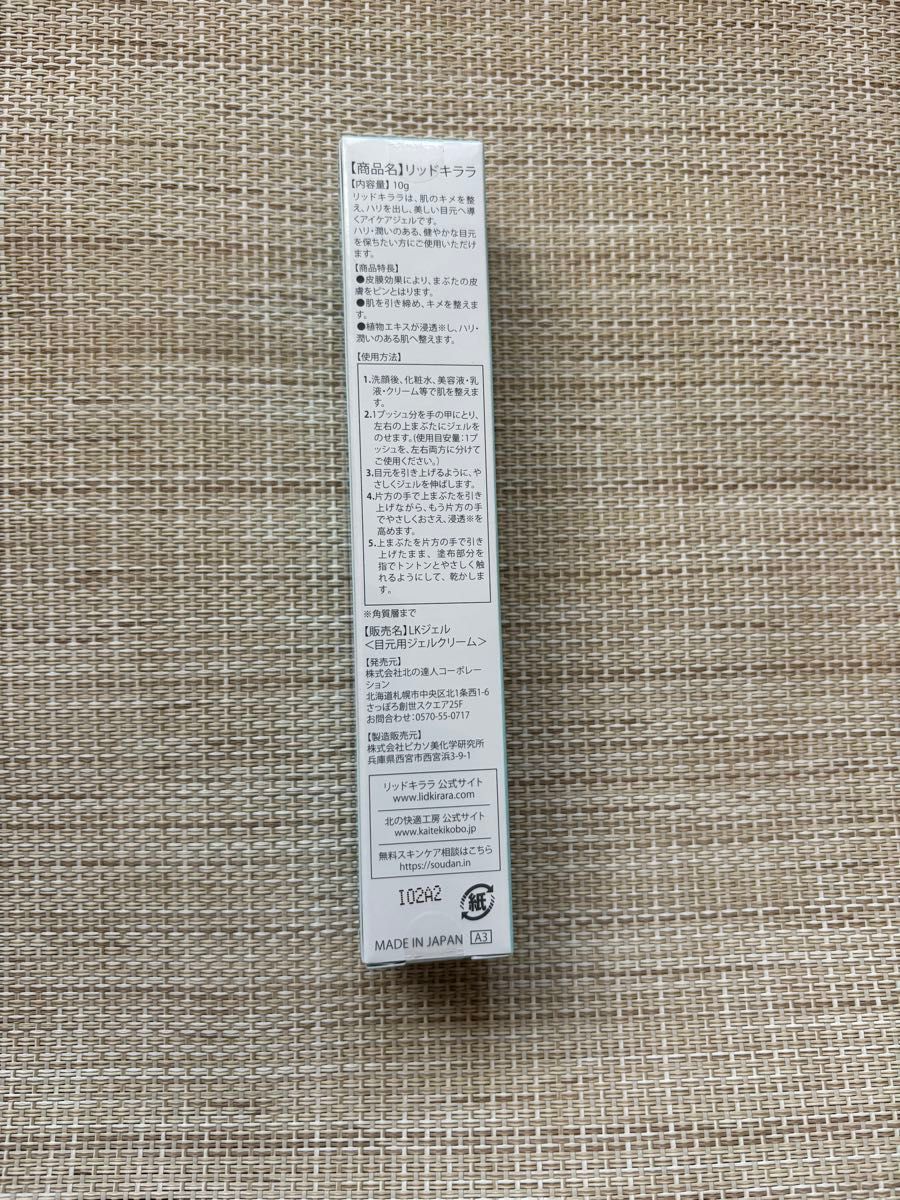 【商品名】リッドキララ
【内容量】10g
リッドキララは、肌のキメを整
え、ハリを出し、美しい目元へ導
くアイケアジェルです。
ハリ・潤いのある、健やかな目元
を保ちたい方にご使用いただけ
ます。
【商品特長】
●皮膜効果により、まぶたの皮
膚をピンとはります。
●肌を引き締め、キメを整えま
す。
●植物エキスが浸透※し、ハリ・
潤いのある肌へ整えます。
【使用方法】
1.洗顔後、化粧水、美容液・乳
液・クリーム等で肌を整えま
す。
2.1プッシュ分を手の甲にとり、
左右の上まぶたにジェルを
のせます。(使用目安量：1プ
ッシュを、左右両方に分けて
ご使用ください。)
3.目元を引き上げるように、や
さしくジェルを伸ばします。
4.片方の手で上まぶたを引き
上げながら、もう片方の手
でやさしくおさえ、浸透※を
高めます。
5.上まぶたを片方の手で引き
上げたまま、塗布部分を
指でトントンとやさしく触
れるようにして、乾かしま
す。
※角質層まで
【販売名】LKジェル
＜目元用ジェルクリーム＞
【発売元】
株式会社北の達人コーポレー
ション
北海道札幌市中央区北1条西1-6
さっぽろ創世スクエア25F
お問合わせ：0570-55-0717
【製造販売元】
株式会社ピカソ美化学研究所
兵庫県西宮市西宮浜3-9-1
リッドキララ 公式サイト
www.lidkirara.com
北の快適工房 公式サイト
www.kaitekikobo.jp
無料スキンケア相談はこちら
https://soudan.in
I02A2
紙
MADE IN JAPAN A3